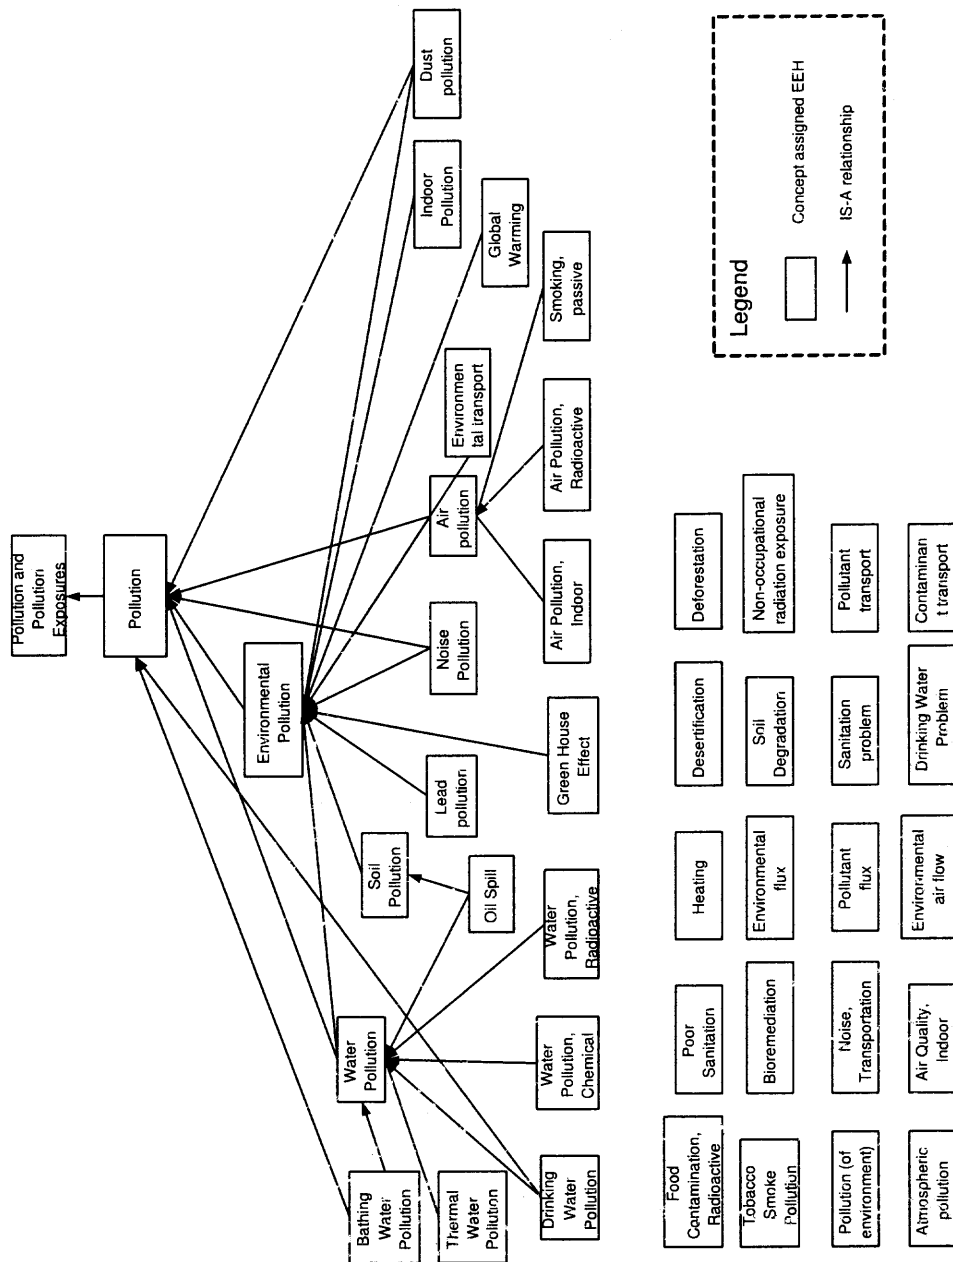 Pollution and
Pollution
Exposures
Pollution
Environmental
Pollution
Dust
pollution
Indoor
Pollution
Global
Warming
Smoking,
passive
Environmen
tal transport
Air
pollution
Air Pollution,
Radioactive
Air Pollution,
Indoor
Noise
Pollution
Green House
Effect
Lead
pollution
Soil
Pollution
Oil Spill
Water
Pollution,
Radioactive
Water
Pollution
Water
Pollution,
Chemical
Bathing
Water
Pollution
Thermal
Water
Pollution
Drinking
Water
Pollution
Food
Contamination,
Radioactive
Poor
Sanitation
Heating
Desertification
Deforestation
Tobacco
Smoke
Pollution
Bioremediation
Environmental
flux
Soil
Degradation
Non-occupational
radiation exposure
Pollution (of
environment)
Noise,
Transportation
Pollutant
flux
Sanitation
problem
Pollutant
transport
Atmospheric
pollution
Air Quality,
Indoor
Environmental
air flow
Drinking Water
Problem
Contaminan
t transport
Legend
Concept assigned EEH
IS-A relationship